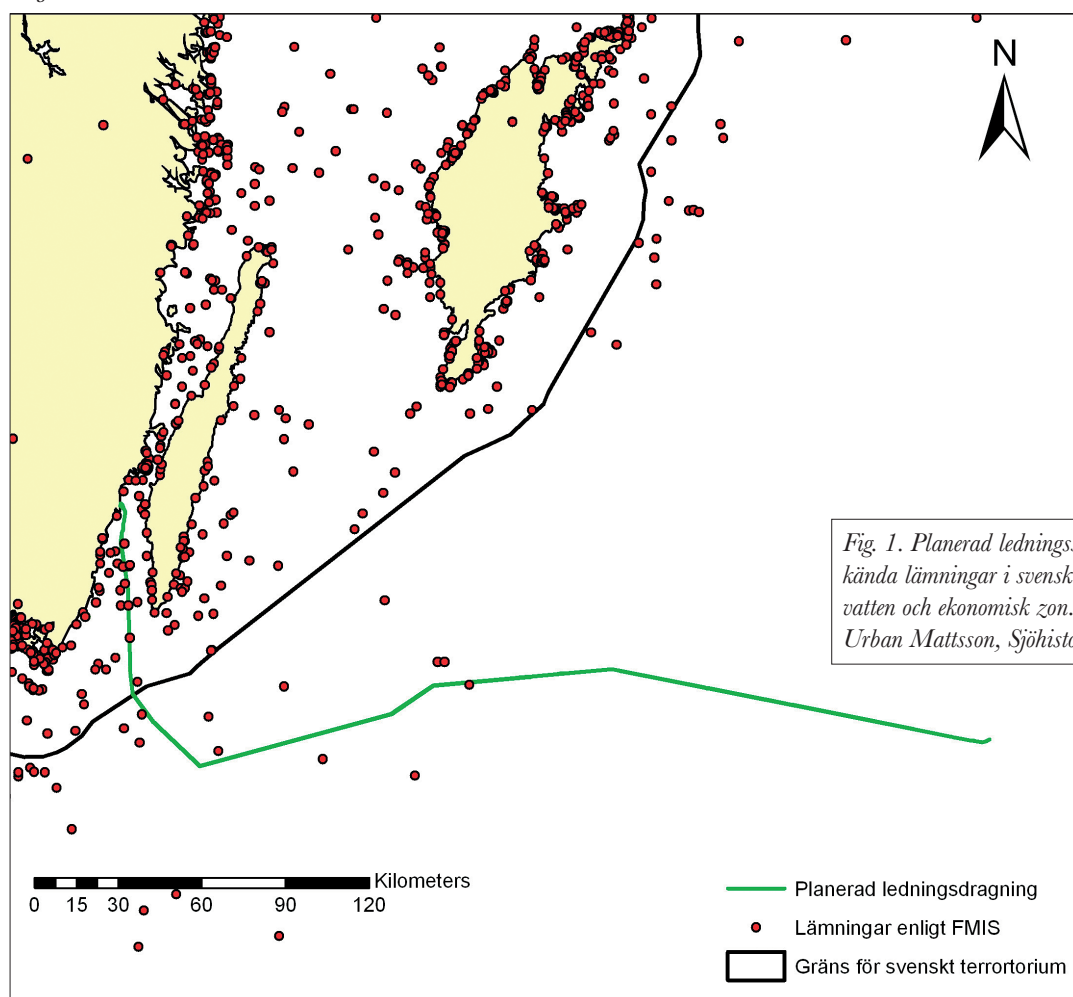 N
Fig. 1. Planerad lednings
kända lämningar i svensk
vatten och ekonomisk zon.
Urban Mattsson, Sjöhisto
Kilometers
0 15 30 60 90 120
Planerad ledningsdragning
Lämningar enligt FMIS
Gräns för svenskt terrortorium